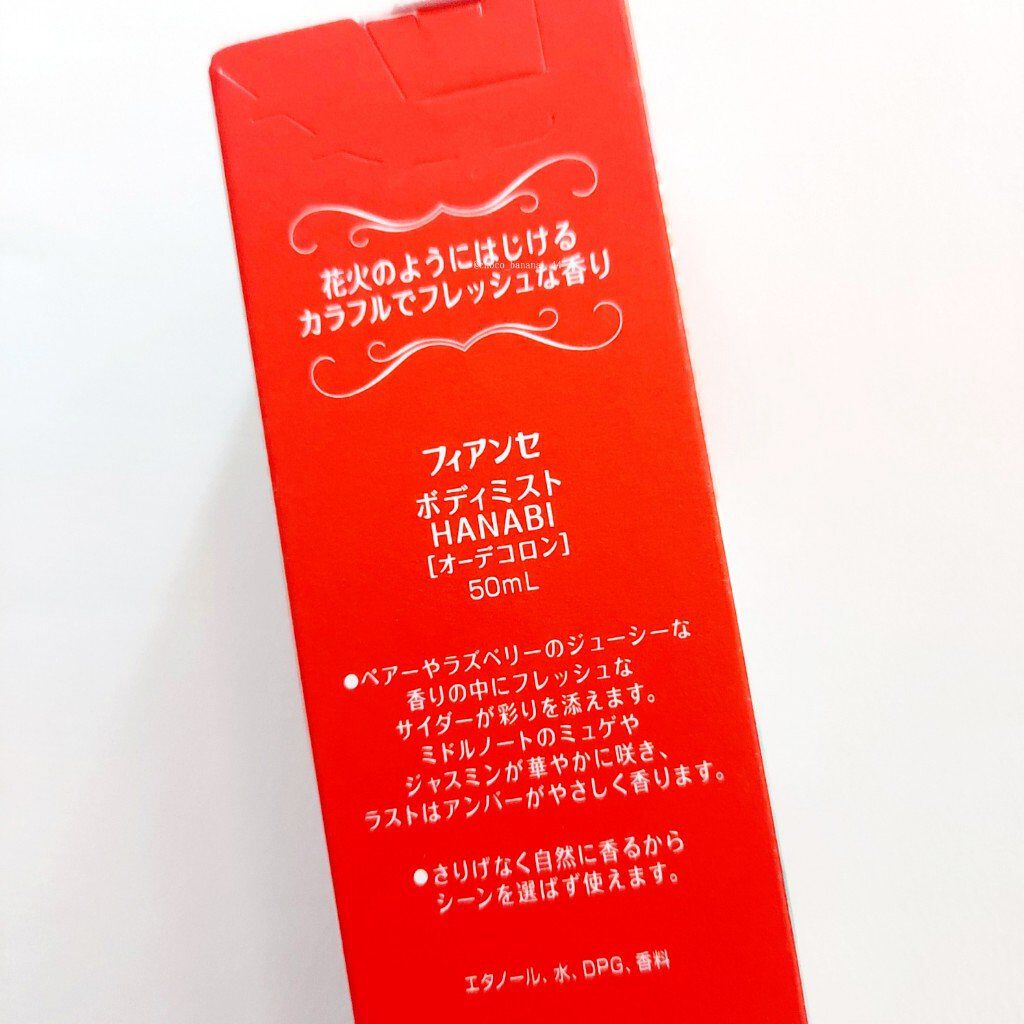 花火のようにはじける
カラフルでフレッシュな香り
フィアンセ
ボディミスト
HANABI
[オーデコロン]
50mL
●ペアーやラズベリーのジューシーな
香りの中にフレッシュな
サイダーが彩りを添えます。
ミドルノートのミュゲや
ジャスミンが華やかに咲き、
ラストはアンバーがやさしく香ります。
●さりげなく自然に香るから
シーンを選ばず使えます。
エタノール、水、DPG、香料